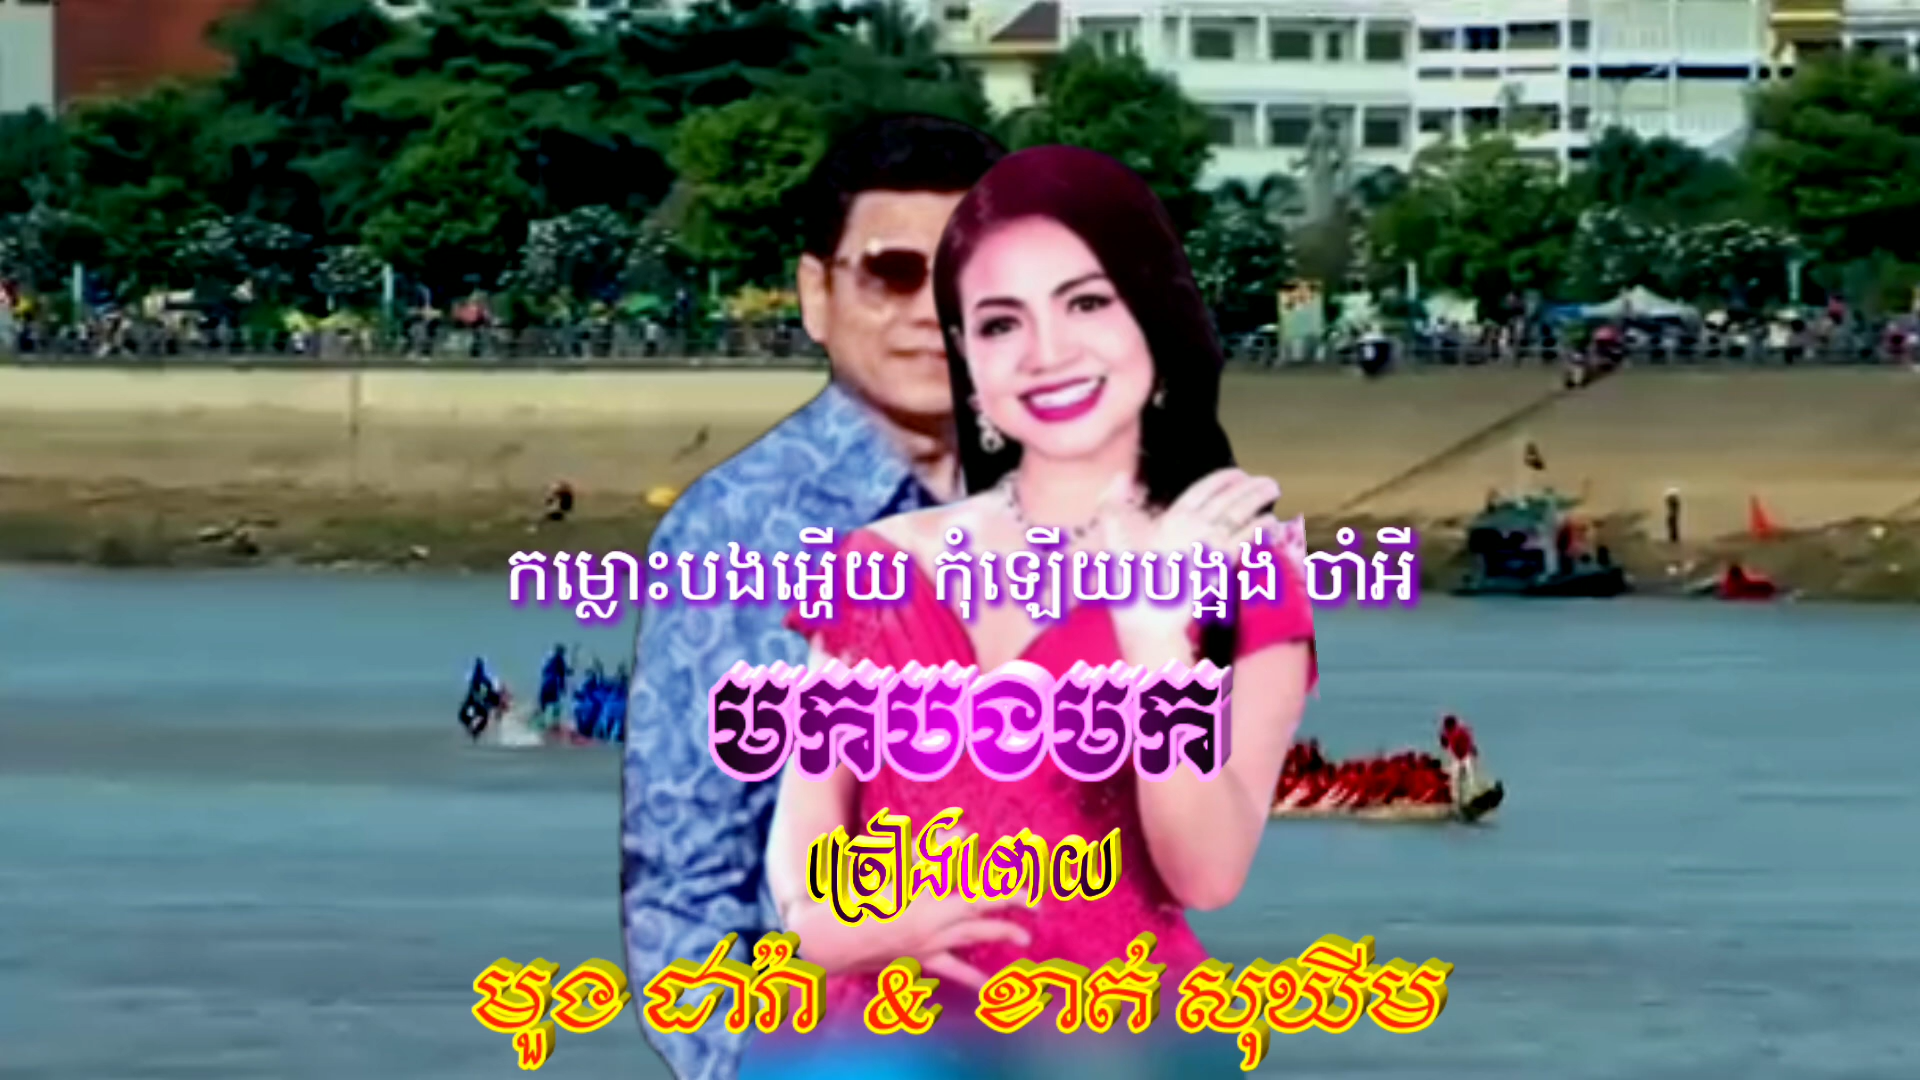 កម្លោះបងអ្ហើយ កុំឡើយបង្អង់ ចាំអី
មកបងមក
ច្រៀងដោយ
មួង ដារ៉ា & ខាត់ សុឃីម